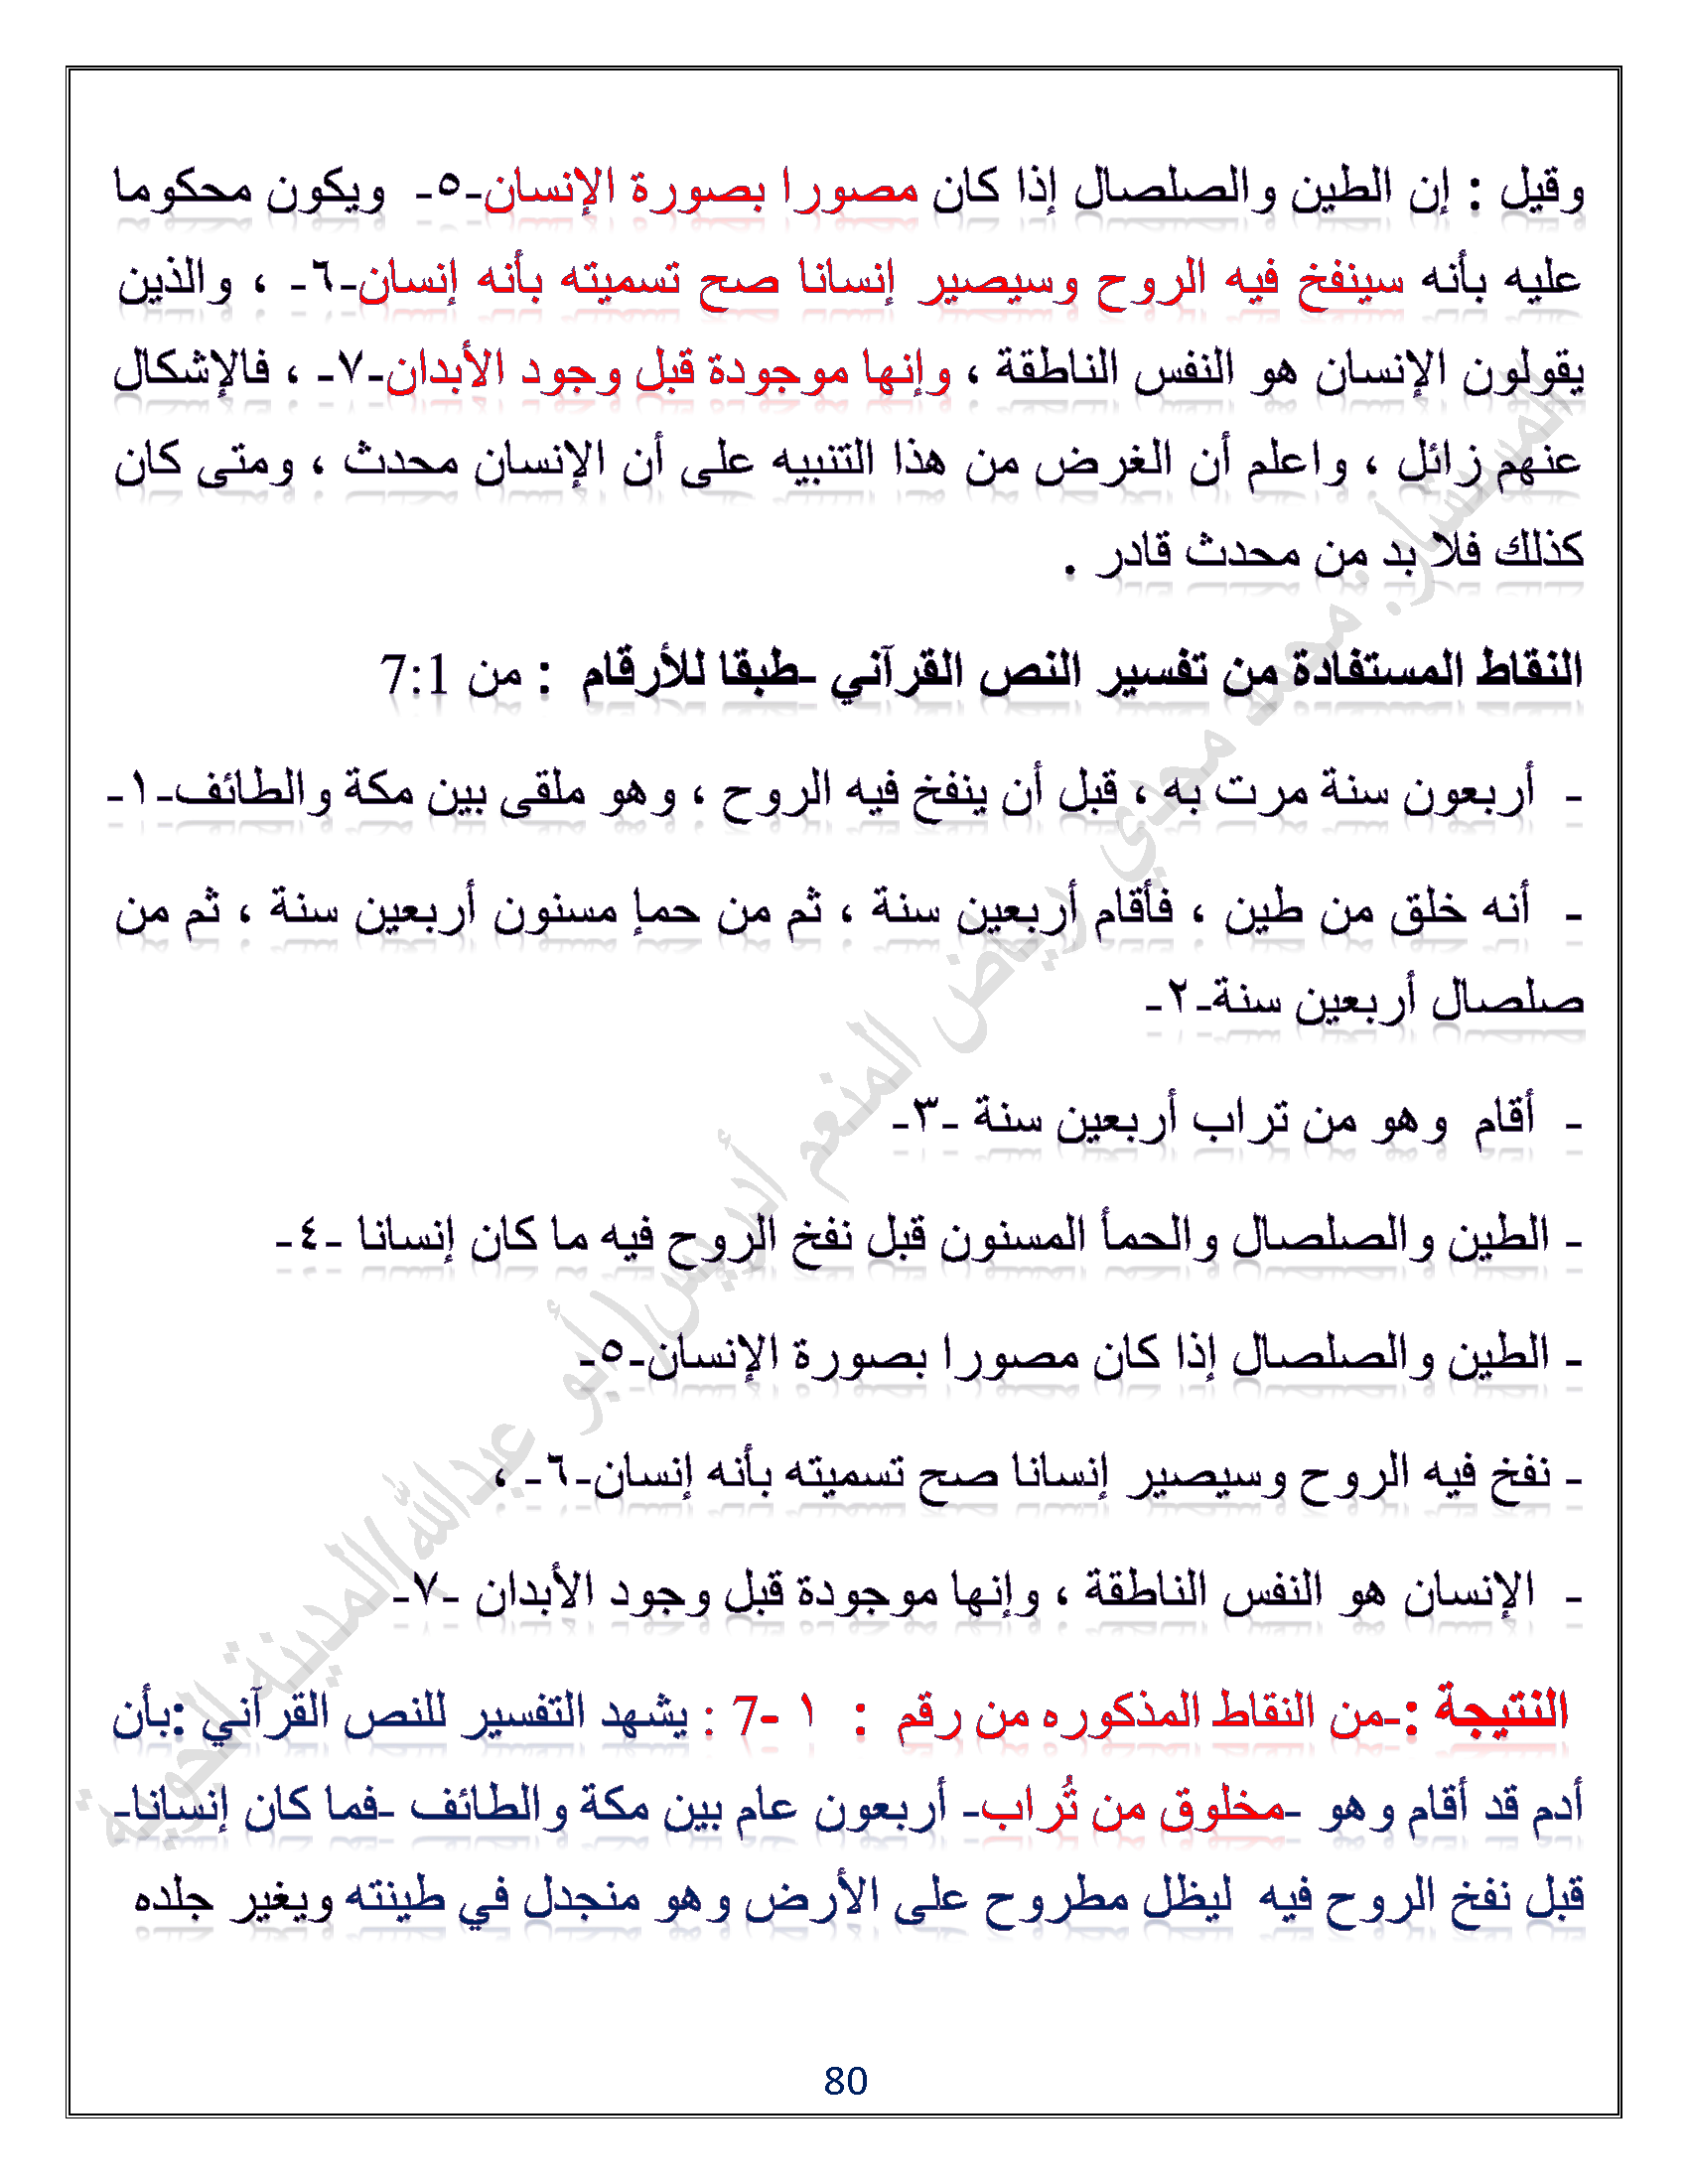 وقيل : إن الطين والصلصال إذا كان مصورا بصورة الإنسان-٥- ويكون محكوما
عليه بأنه سينفخ فيه الروح وسيصير إنسانا صح تسميته بأنه إنسان-٦- ، والذين
يقولون الإنسان هو النفس الناطقة ، وإنها موجودة قبل وجود الأبدان-٧- ، فالإشكال
عنهم زائل ، واعلم أن الغرض من هذا التنبيه على أن الإنسان محدث ، ومتى كان
كذلك فلا بد من محدث قادر .
النقاط المستفادة من تفسير النص القرآني -طبقا للأرقام : من 7:1
- أربعون سنة مرت به ، قبل أن ينفخ فيه الروح ، وهو ملقى بين مكة والطائف-١-
- أنه خلق من طين ، فأقام أربعين سنة ، ثم من حمإ مسنون أربعين سنة ، ثم من
صلصال أربعين سنة-٢-
- أقام وهو من تراب أربعين سنة -٣-
- الطين والصلصال والحمأ المسنون قبل نفخ الروح فيه ما كان إنسانا -٤-
- الطين والصلصال إذا كان مصورا بصورة الإنسان-٥-
- نفخ فيه الروح وسيصير إنسانا صح تسميته بأنه إنسان-٦- ،
- الإنسان هو النفس الناطقة ، وإنها موجودة قبل وجود الأبدان -٧-
النتيجة :-من النقاط المذكوره من رقم : ١ -7 : يشهد التفسير للنص القرآني :بأن
أدم قد أقام وهو -مخلوق من تُراب- أربعون عام بين مكة والطائف -فما كان إنسانا-
قبل نفخ الروح فيه ليظل مطروح على الأرض وهو منجدل في طينته ويغير جلده
80
المستشار: محمد مجدي رياض المنعم أدريس(أبو عبدالله)المدينة